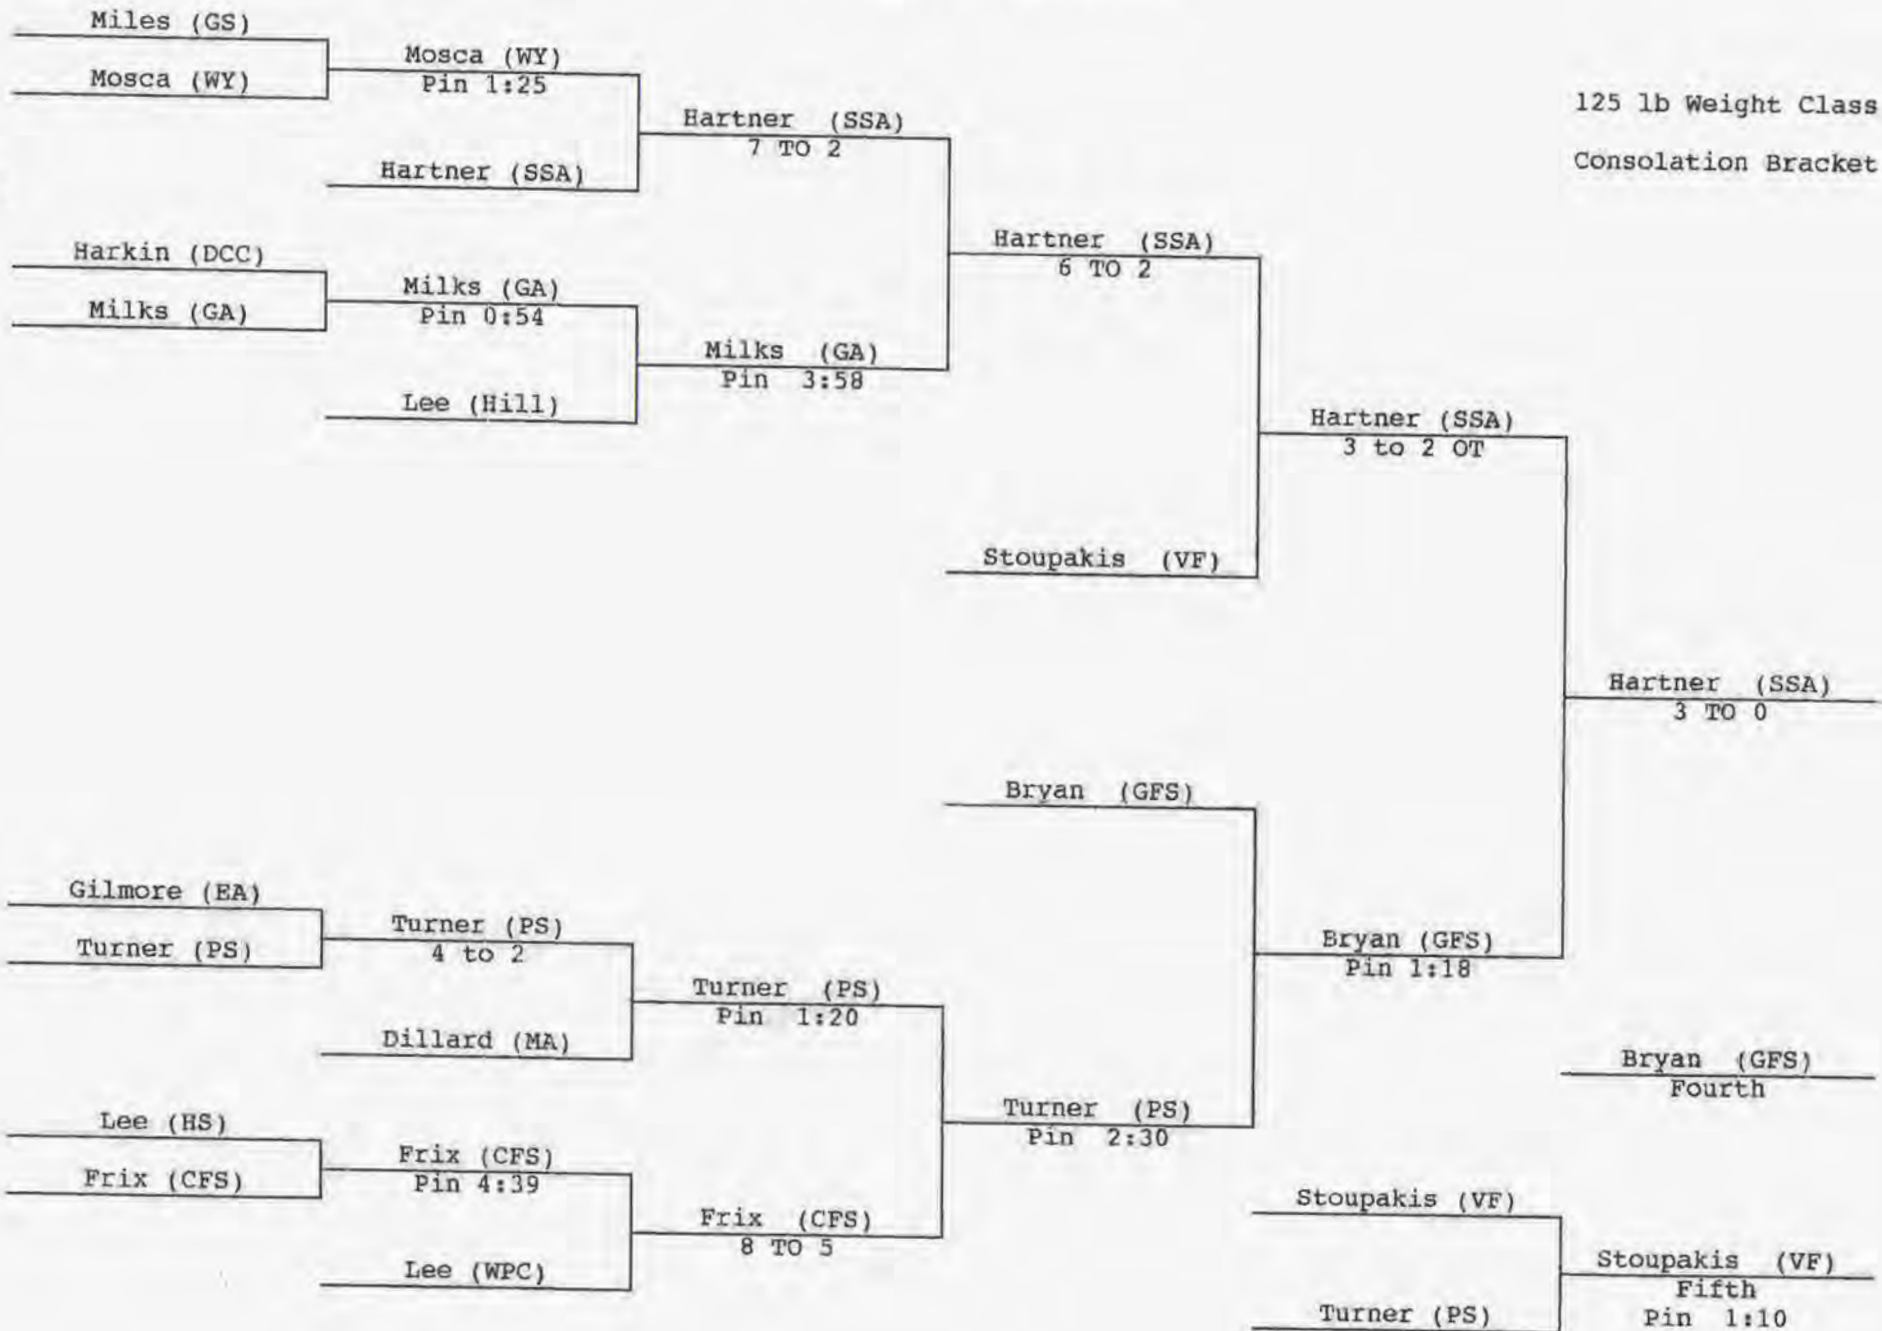 Miles (GS)
Mosca (WY)
Mosca (WY)
Pin 1:25
Hartner (SSA)
Hartner (SSA)
7 TO 2
125 lb Weight Class
Consolation Bracket
Harkin (DCC)
Milks (GA)
Milks (GA)
Pin 0:54
Lee (Hill)
Milks (GA)
Pin 3:58
Hartner (SSA)
6 TO 2
Stoupakis (VF)
Hartner (SSA)
3 to 2 OT
Hartner (SSA)
3 TO 0
Bryan (GFS)
Gilmore (EA)
Turner (PS)
Turner (PS)
4 to 2
Dillard (MA)
Turner (PS)
Pin 1:20
Lee (HS)
Frix (CFS)
Frix (CFS)
Pin 4:39
Lee (WPC)
Frix (CFS)
8 TO 5
Turner (PS)
Pin 2:30
Bryan (GFS)
Pin 1:18
Bryan (GFS)
Fourth
Stoupakis (VF)
Turner (PS)
Stoupakis (VF)
Fifth
Pin 1:10